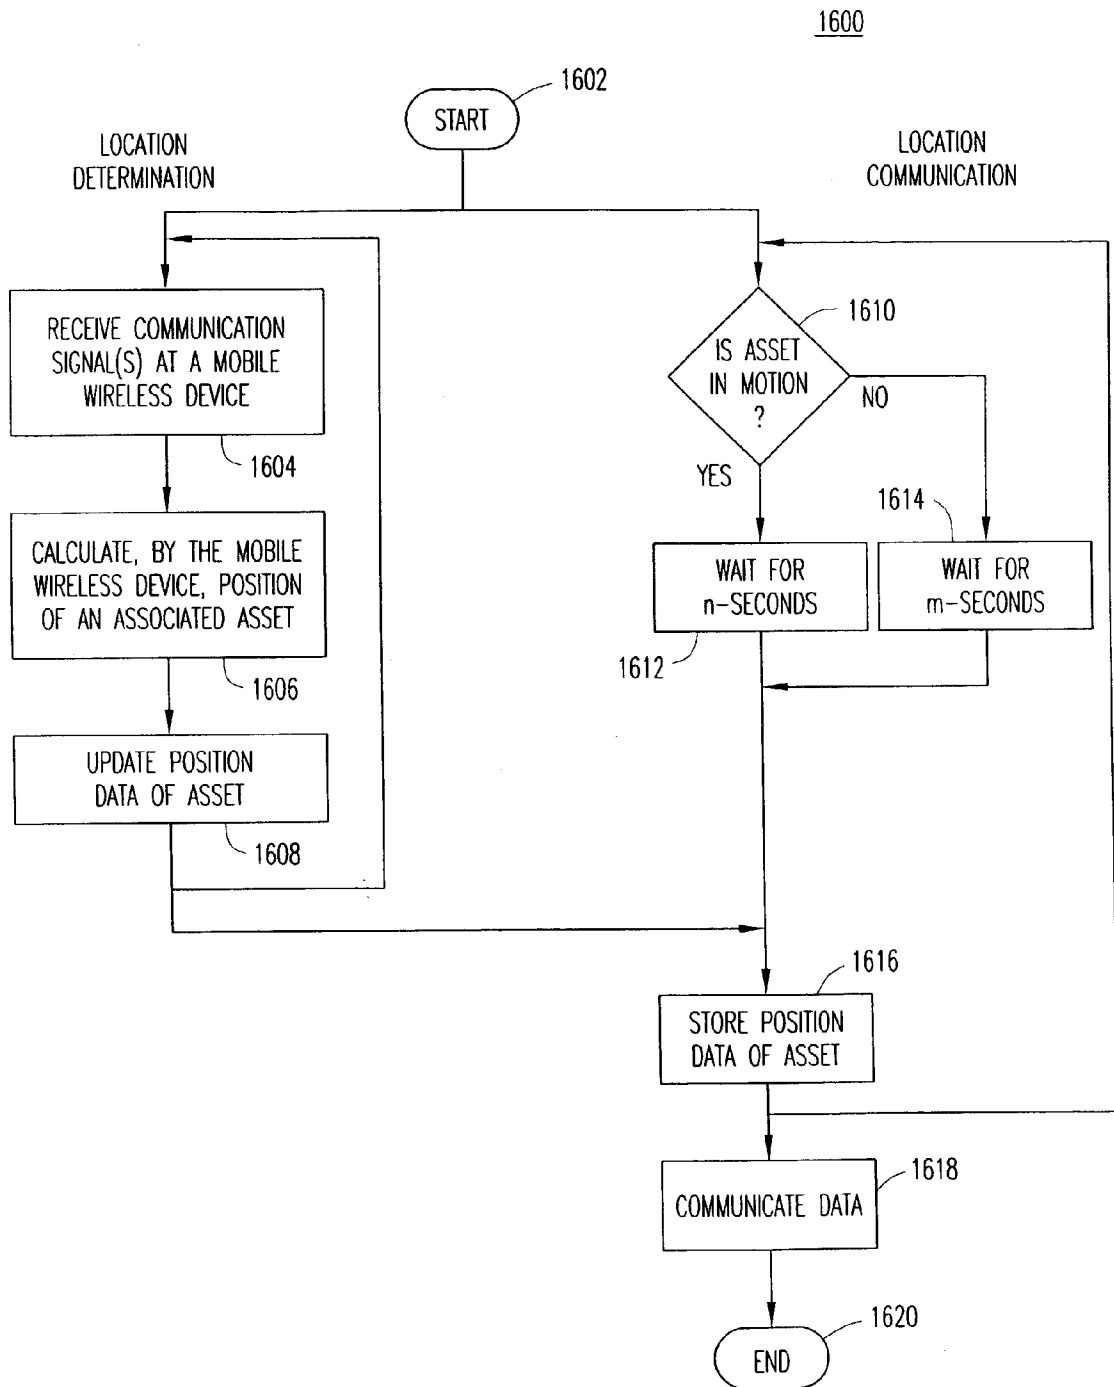 1600
START
1602
LOCATION
DETERMINATION
LOCATION
COMMUNICATION
RECEIVE COMMUNICATION
SIGNAL(S) AT A MOBILE
WIRELESS DEVICE
1604
CALCULATE, BY THE MOBILE
WIRELESS DEVICE, POSITION
OF AN ASSOCIATED ASSET
1606
UPDATE POSITION
DATA OF ASSET
1608
IS ASSET
IN MOTION
?
1610
NO
YES
1614
WAIT FOR
n-SECONDS
1612
WAIT FOR
m-SECONDS
1616
STORE POSITION
DATA OF ASSET
1618
COMMUNICATE DATA
1620
END